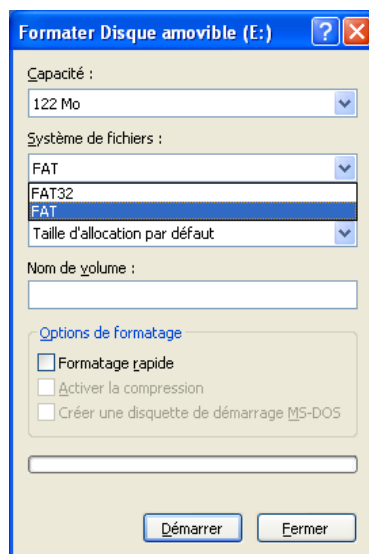 Formater Disque amovible (E:)
Capacité :
122 Mo
Système de fichiers :
FAT
FAT32
FAT
Taille d'allocation par défaut
Nom de volume :
Options de formatage
Formatage rapide
Activer la compression
Créer une disquette de démarrage MS-DOS
Démarrer Fermer